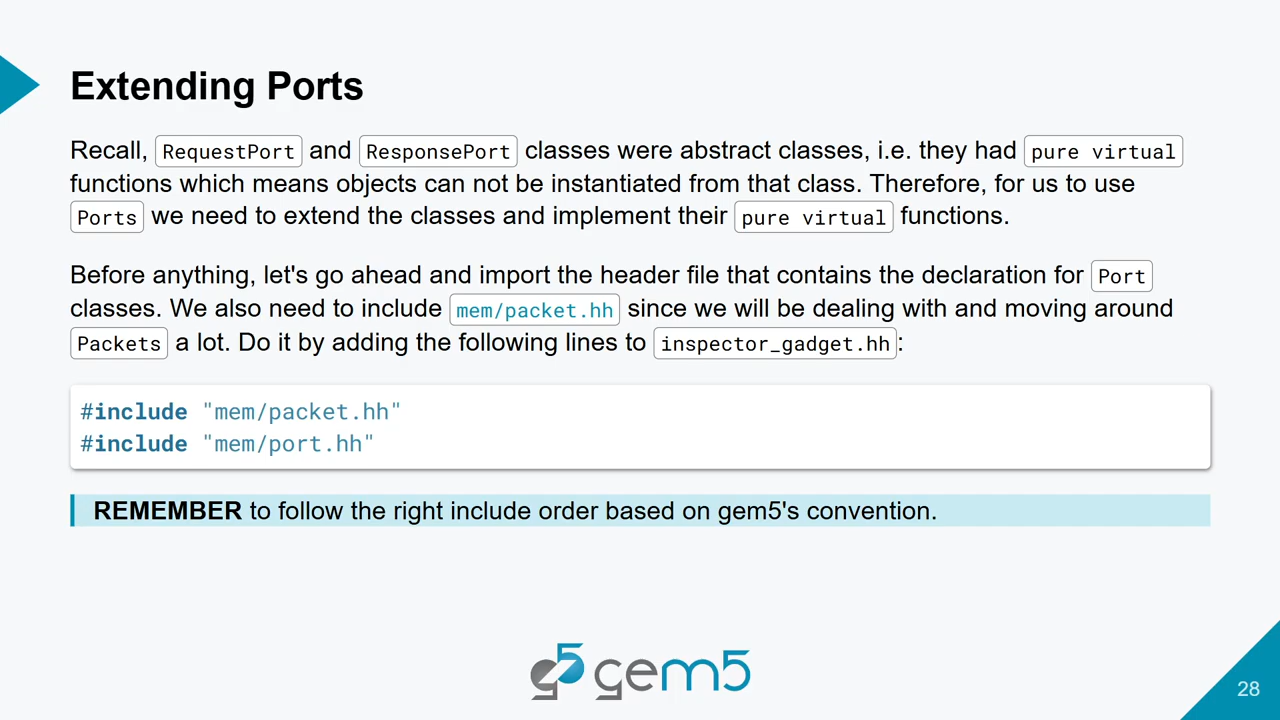 Extending Ports
Recall, RequestPort and ResponsePort classes were abstract classes, i.e. they had pure virtual
functions which means objects can not be instantiated from that class. Therefore, for us to use
Ports we need to extend the classes and implement their pure virtual functions.
Before anything, let's go ahead and import the header file that contains the declaration for Port
classes. We also need to include mem/packet.hh since we will be dealing with and moving around
Packets a lot. Do it by adding the following lines to inspector_gadget.hh:
#include "mem/packet.hh"
#include "mem/port.hh"
REMEMBER to follow the right include order based on gem5's convention.
g5 gem5
28